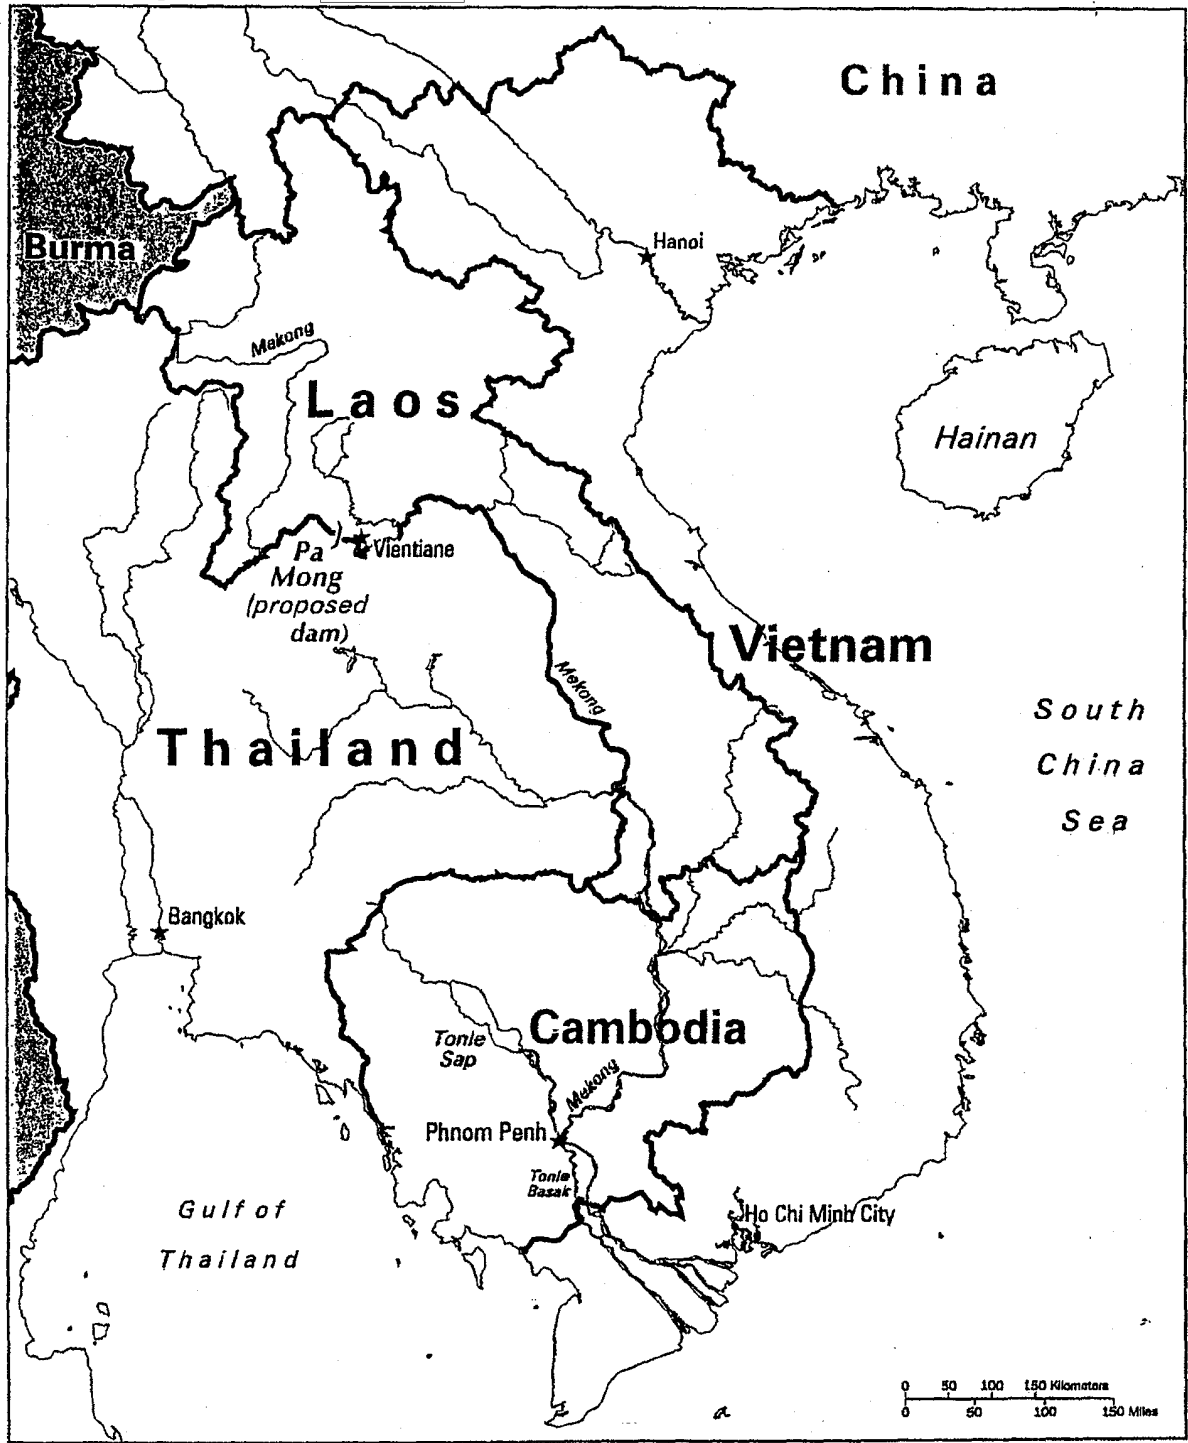 China
Burma
Hanoi
Mekong
Laos
Hainan
Vientiane
Pa
Mong
(proposed
dam)
Vietnam
Mekong
South
China
Sea
Thailand
Bangkok
Cambodia
Tonle
Sap
Mekong
Phnom Penh
Tonle
Basak
Gulf of
Thailand
Ho Chi Minh City
0 50 100 150 Kilometers
0 50 100 150 Miles